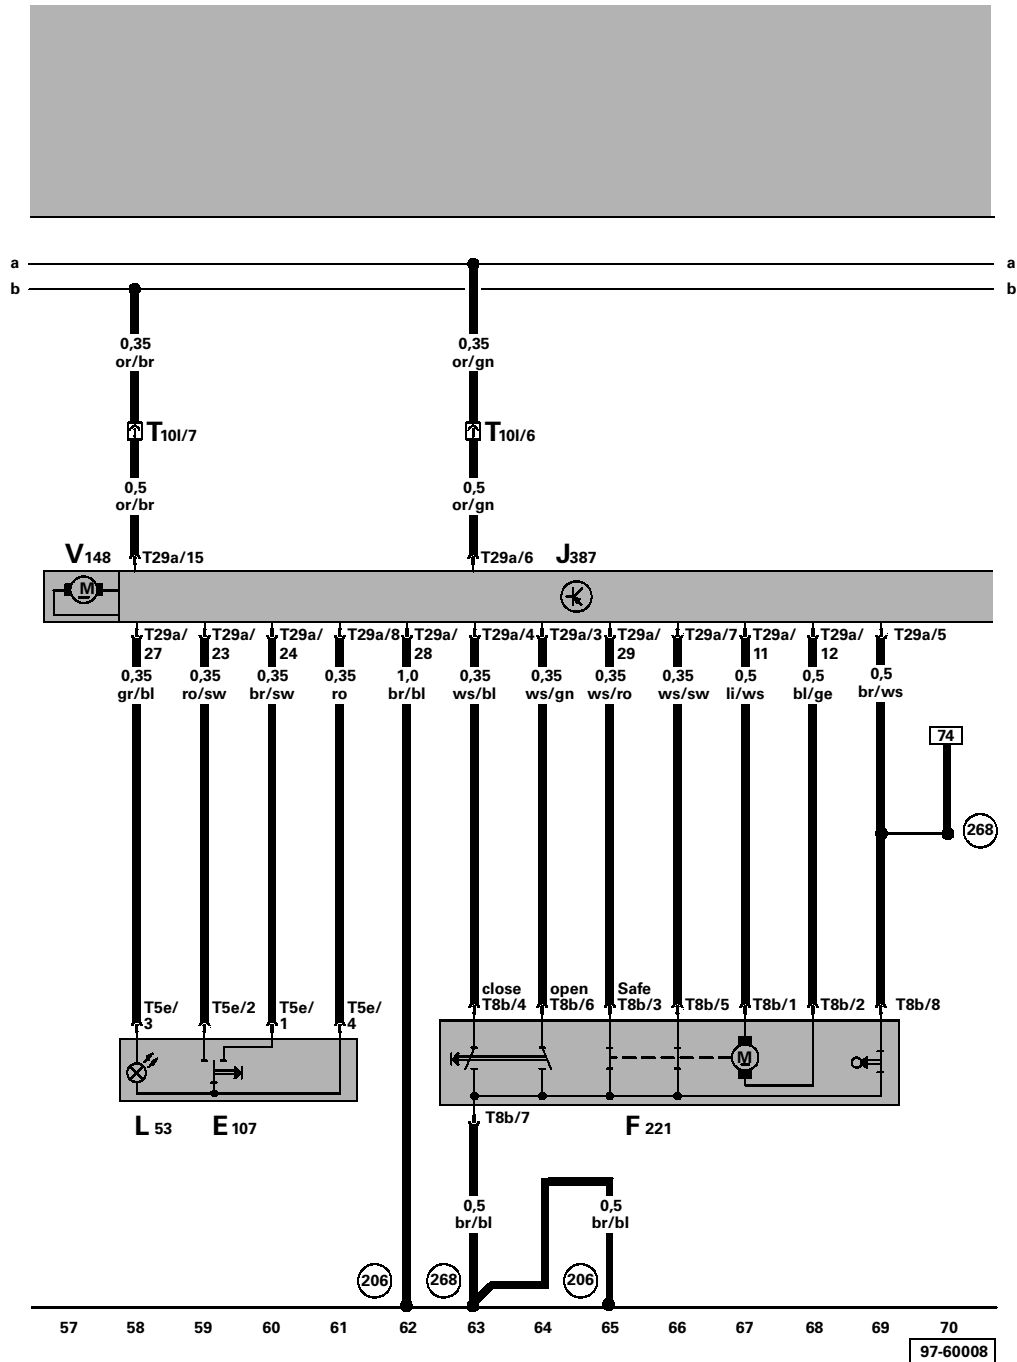 a a
b b
0,35 0,35
or/br or/gn
T10l/7 T10l/6
0,5 0,5
or/br or/gn
V148 T29a/15 T29a/6 J387
M
T29a/ T29a/ T29a/ T29a/8 T29a/ T29a/4 T29a/3 T29a/ T29a/7 T29a/ T29a/ T29a/5
27 23 24 28 29 11 12
0,35 0,35 0,35 0,35 1,0 0,35 0,35 0,35 0,35 0,5 0,5 0,5
gr/bl ro/sw br/sw ro br/bl ws/bl ws/gn ws/ro ws/sw li/ws bl/ge br/ws
74
268
close open Safe
T5e/ T5e/2 T5e/ T5e/ T8b/4 T8b/6 T8b/3 T8b/5 T8b/1 T8b/2 T8b/8
3 1 4
M
L 53 E 107 T8b/7 F 221
0,5 0,5
br/bl br/bl
206 268 206
57 58 59 60 61 62 63 64 65 66 67 68 69 70
97-60008